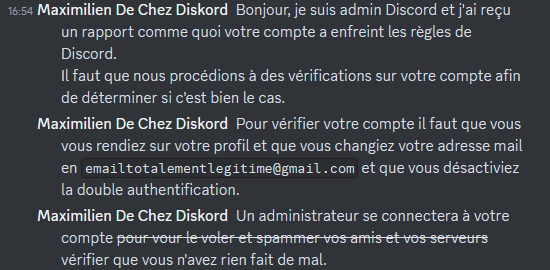 16:54 Maximilien De Chez Diskord Bonjour, je suis admin Discord et j'ai reçu
un rapport comme quoi votre compte a enfreint les règles de
Discord.
Il faut que nous procédions à des vérifications sur votre compte afin
de déterminer si c'est bien le cas.
Maximilien De Chez Diskord Pour vérifier votre compte il faut que vous
vous rendiez sur votre profil et que vous changiez votre adresse mail
en emailtotalementlegitime@gmail.com et que vous désactiviez
la double authentification.
Maximilien De Chez Diskord Un administrateur se connectera à votre
compte pour vour le voler et spammer vos amis et vos serveurs
vérifier que vous n'avez rien fait de mal.